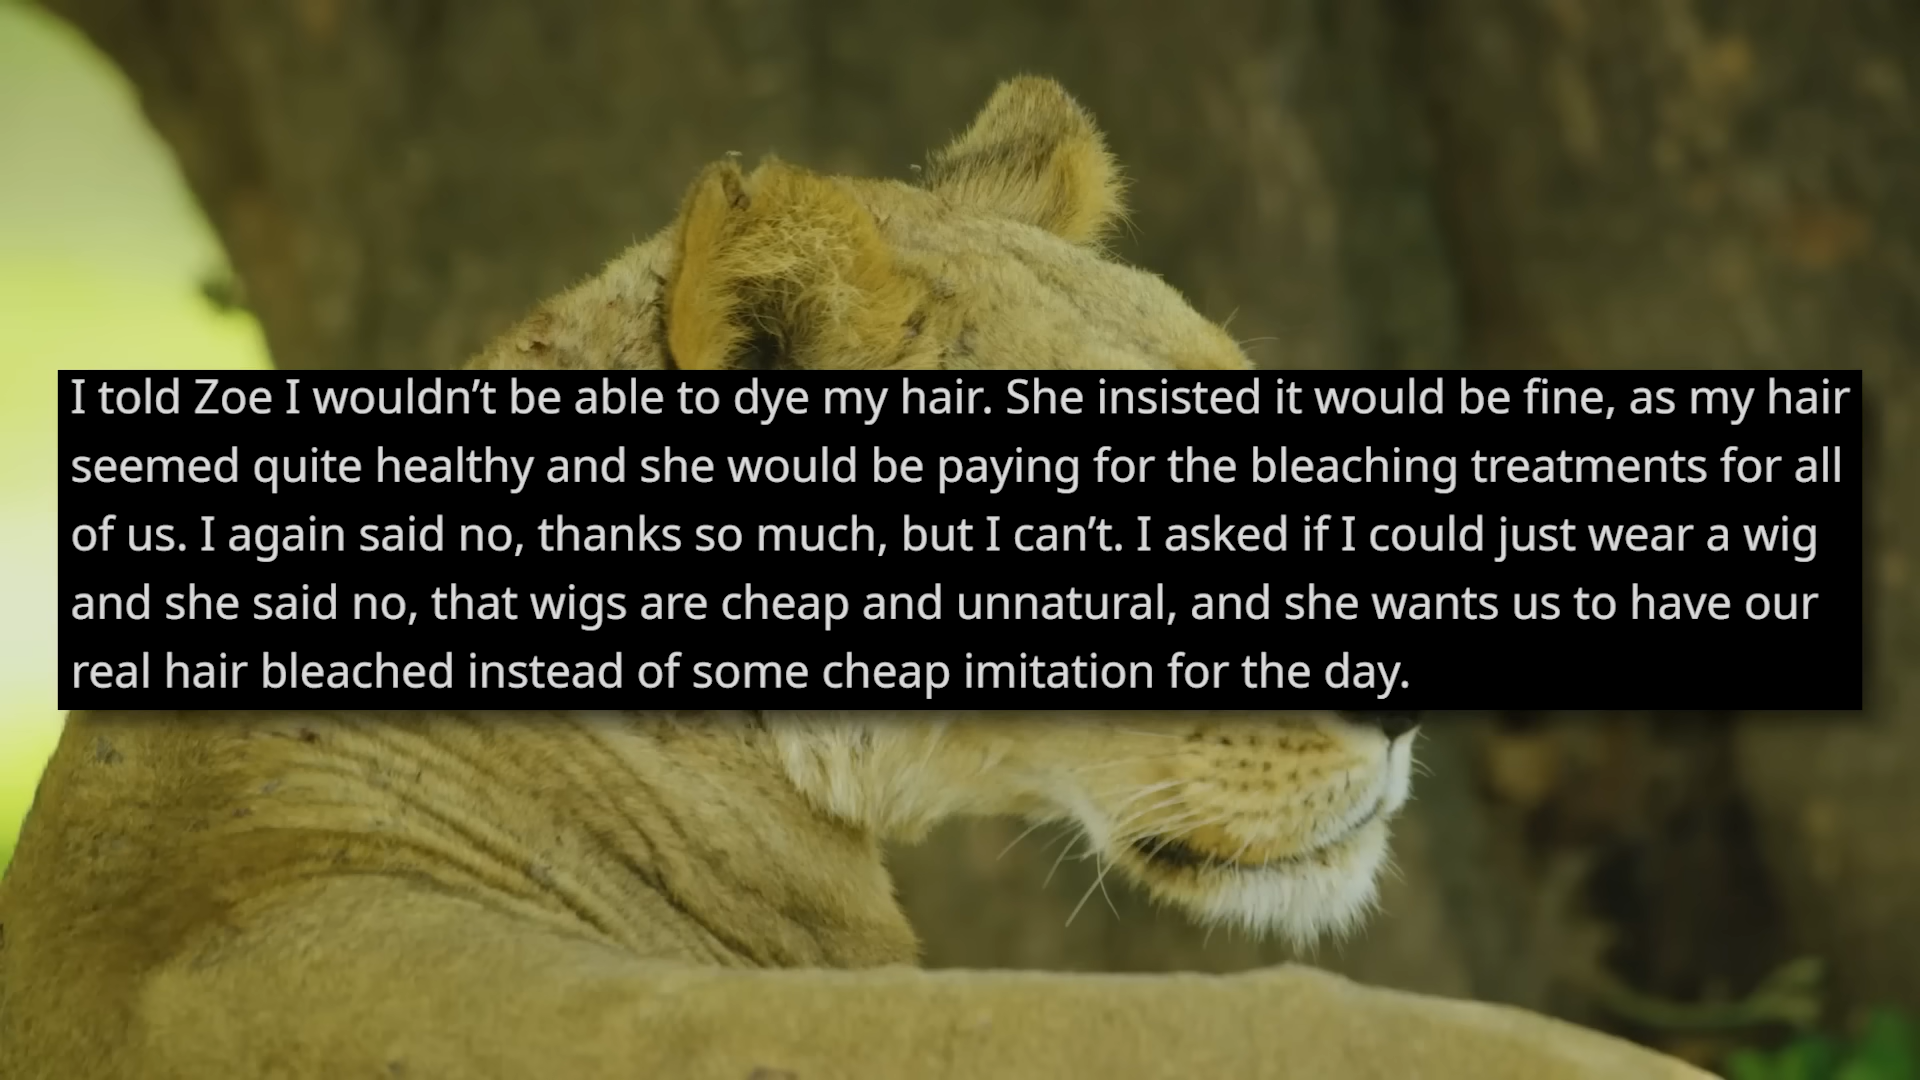 I told Zoe I wouldn’t be able to dye my hair. She insisted it would be fine, as my hair
seemed quite healthy and she would be paying for the bleaching treatments for all
of us. I again said no, thanks so much, but I can’t. I asked if I could just wear a wig
and she said no, that wigs are cheap and unnatural, and she wants us to have our
real hair bleached instead of some cheap imitation for the day.